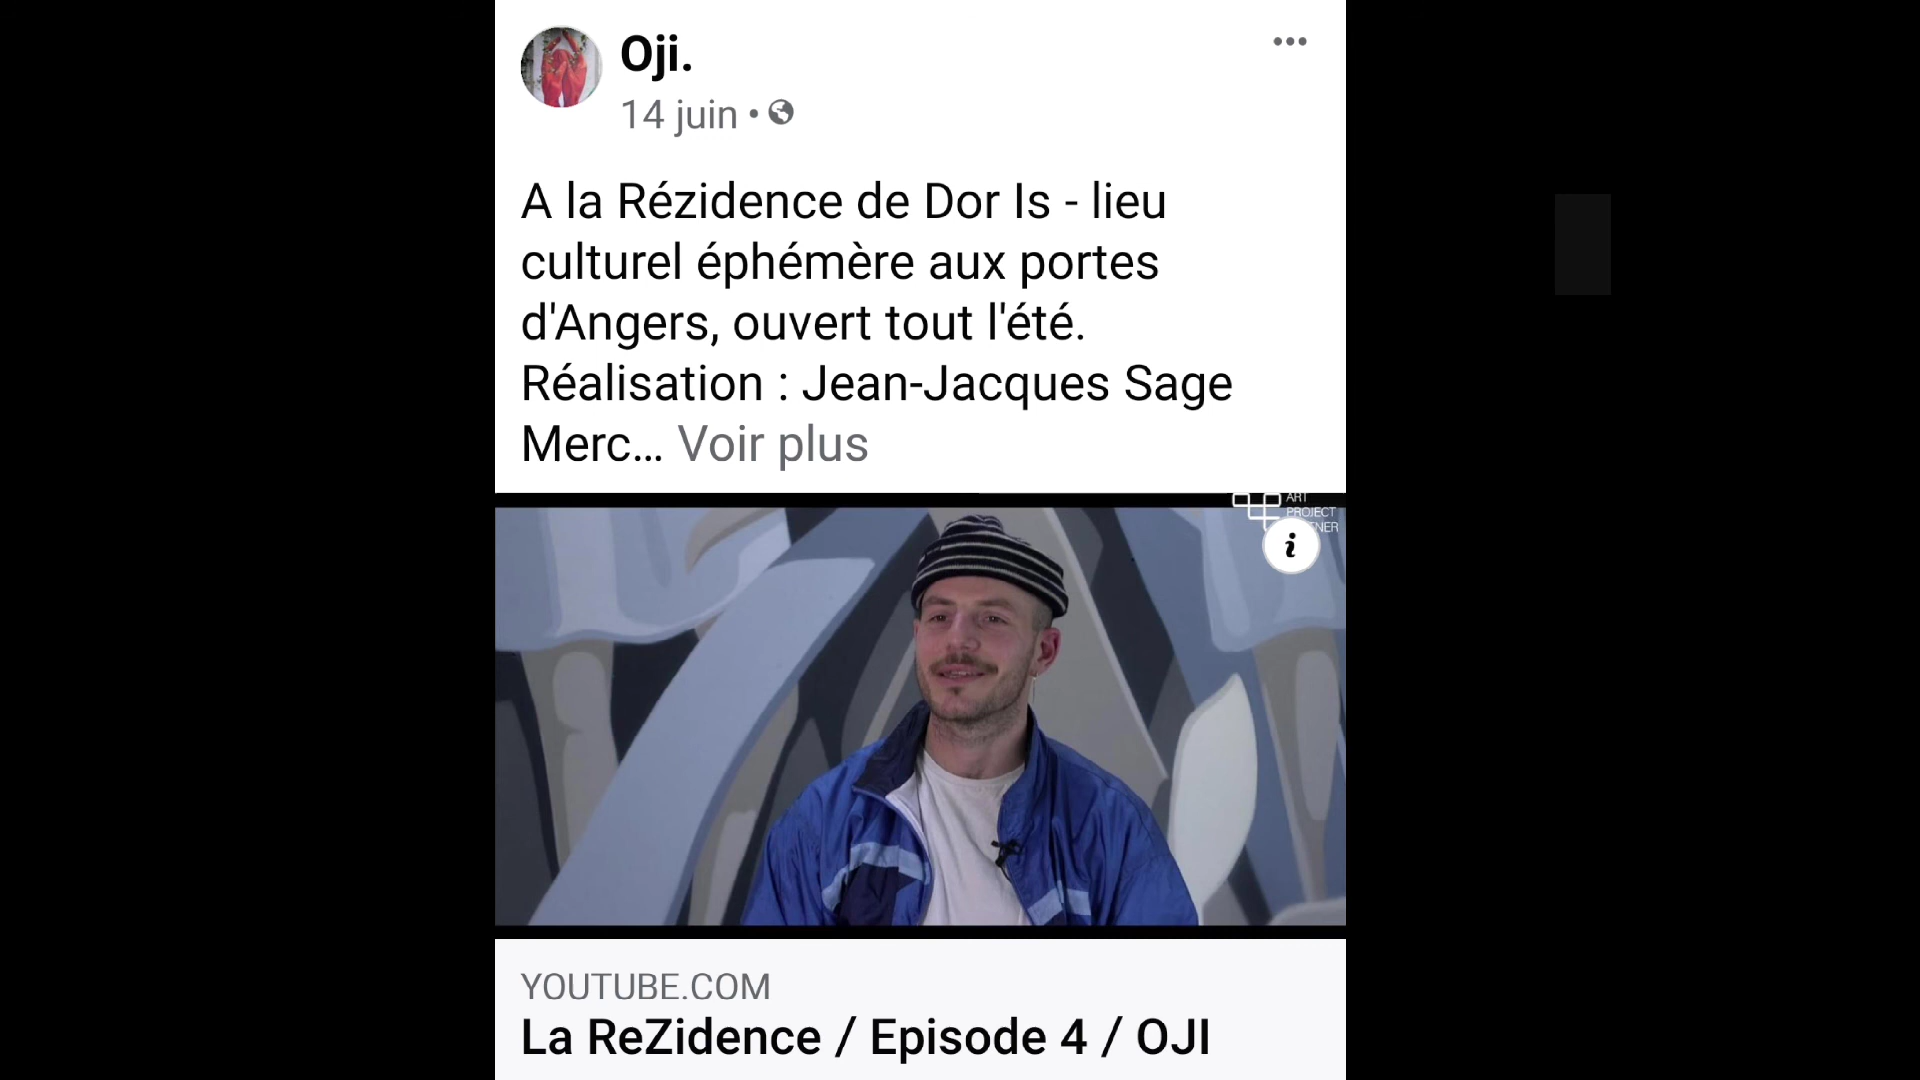 Oji.
14 juin •
A la Rézidence de Dor Is - lieu
culturel éphémère aux portes
d'Angers, ouvert tout l'été.
Réalisation : Jean-Jacques Sage
Merc... Voir plus
ART
PROJECT
i
YOUTUBE.COM
La ReZidence / Episode 4 / OJI